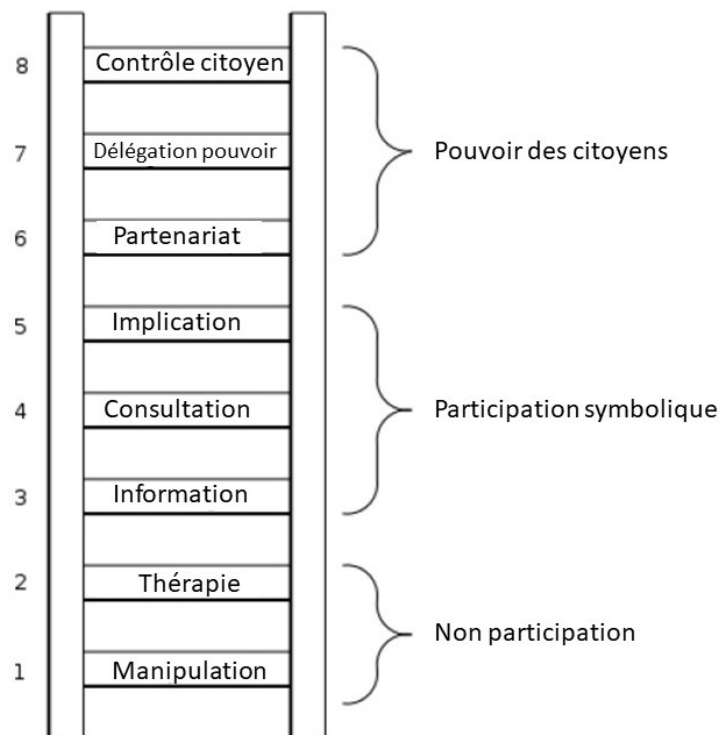 8 Contrôle citoyen
7 Délégation pouvoir
Pouvoir des citoyens
6 Partenariat
5 Implication
4 Consultation
Participation symbolique
3 Information
2 Thérapie
Non participation
1 Manipulation